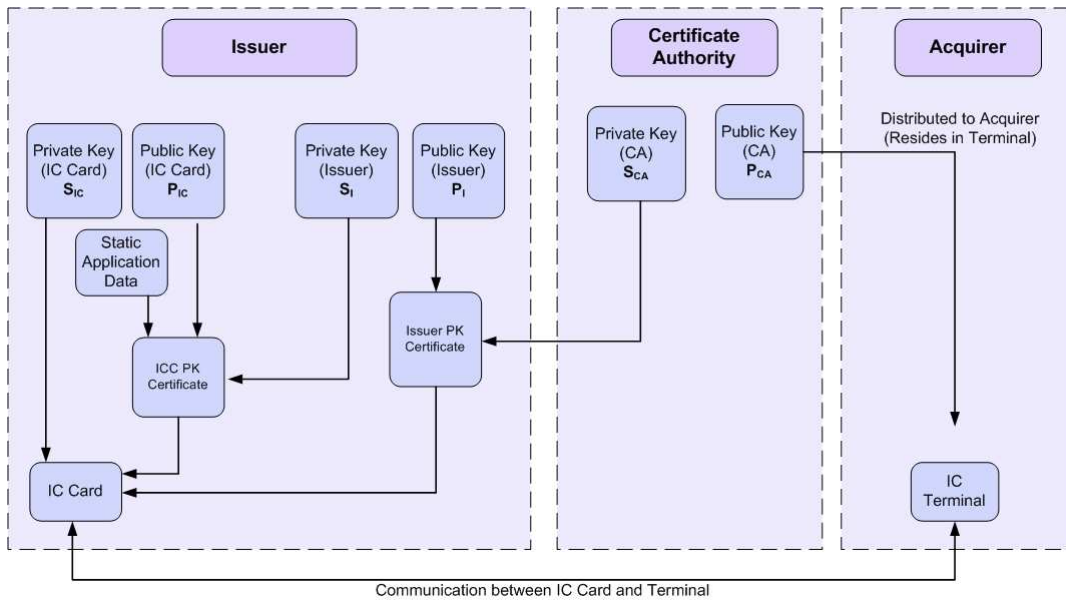 Issuer
Certificate
Authority
Acquirer
Private Key
(IC Card)
SIC
Public Key
(IC Card)
PIC
Private Key
(Issuer)
SI
Public Key
(Issuer)
PI
Private Key
(CA)
SCA
Public Key
(CA)
PCA
Distributed to Acquirer
(Resides in Terminal)
Static
Application
Data
Issuer PK
Certificate
ICC PK
Certificate
IC Card
IC
Terminal
Communication between IC Card and Terminal